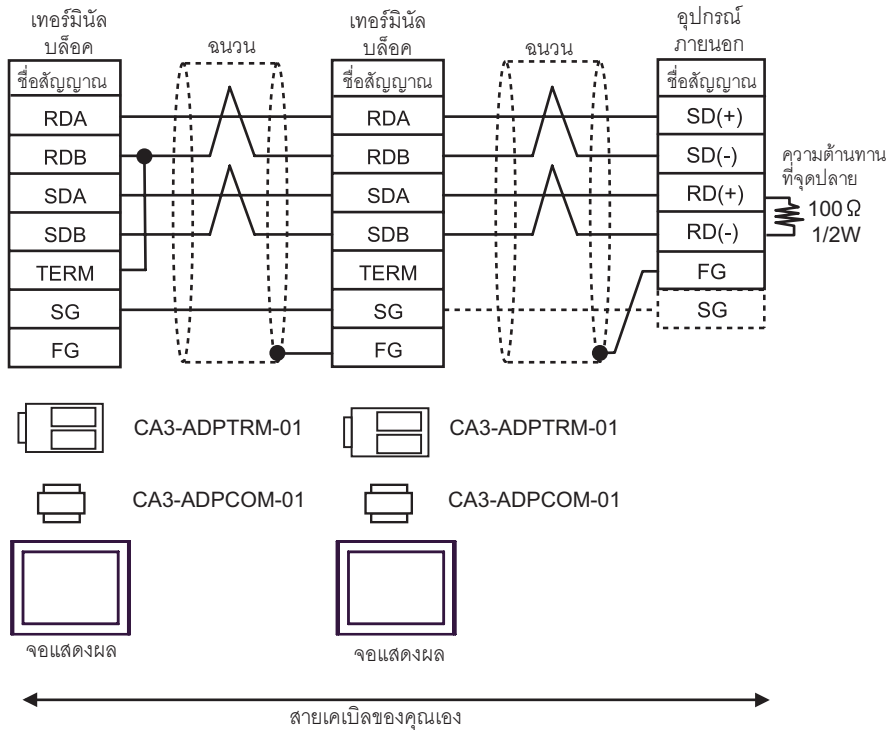 เทอร์มินัล
บล็อค
ฉนวน
เทอร์มินัล
บล็อค
ฉนวน
อุปกรณ์
ภายนอก
ชื่อสัญญาณ
ชื่อสัญญาณ
ชื่อสัญญาณ
RDA
RDA
SD(+)
RDB
RDB
SD(-)
SDA
SDA
RD(+)
SDB
SDB
RD(-)
ความต้านทาน
ที่จุดปลาย
100 Ω
1/2W
TERM
TERM
FG
SG
SG
SG
FG
FG
CA3-ADPTRM-01
CA3-ADPTRM-01
CA3-ADPCOM-01
CA3-ADPCOM-01
จอแสดงผล
จอแสดงผล
สายเคเบิลของคุณเอง